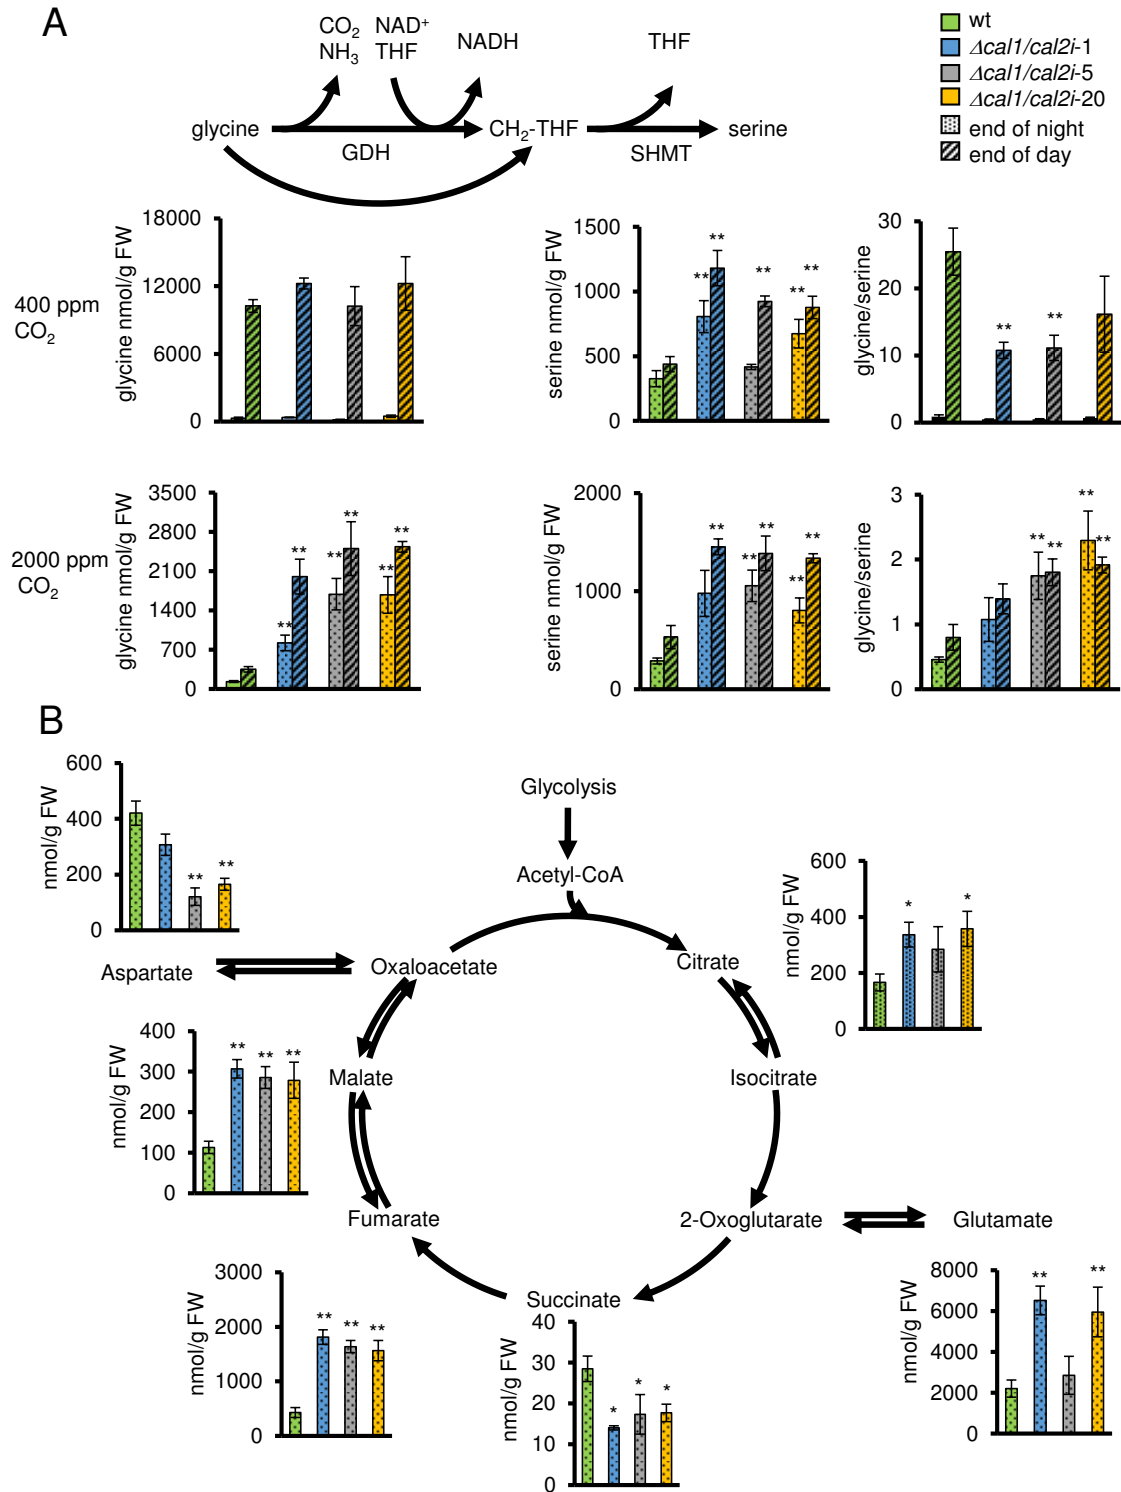 A
CO2
NH3
NAD+
THF
NADH
THF
glycine
CH2-THF
serine
GDH
SHMT
wt
Δcal1/cal2i-1
Δcal1/cal2i-5
Δcal1/cal2i-20
end of night
end of day
400 ppm
CO2
glycine nmol/g FW
18000
12000
6000
0
serine nmol/g FW
1500
1000
500
0
** ** ** ** **
glycine/serine
30
20
10
0
** **
2000 ppm
CO2
glycine nmol/g FW
3500
2800
2100
1400
700
0
** ** ** ** ** **
serine nmol/g FW
2000
1000
0
** ** ** ** **
glycine/serine
3
2
1
0
** ** ** **
B
nmol/g FW
600
400
200
0
** **
Glycolysis
Acetyl-CoA
nmol/g FW
600
400
200
0
* *
Aspartate
Oxaloacetate
Citrate
nmol/g FW
400
300
200
100
0
** ** **
Malate
Isocitrate
Fumarate
2-Oxoglutarate
Glutamate
nmol/g FW
3000
2000
1000
0
** ** **
Succinate
nmol/g FW
40
30
20
10
0
* * *
nmol/g FW
8000
6000
4000
2000
0
** **